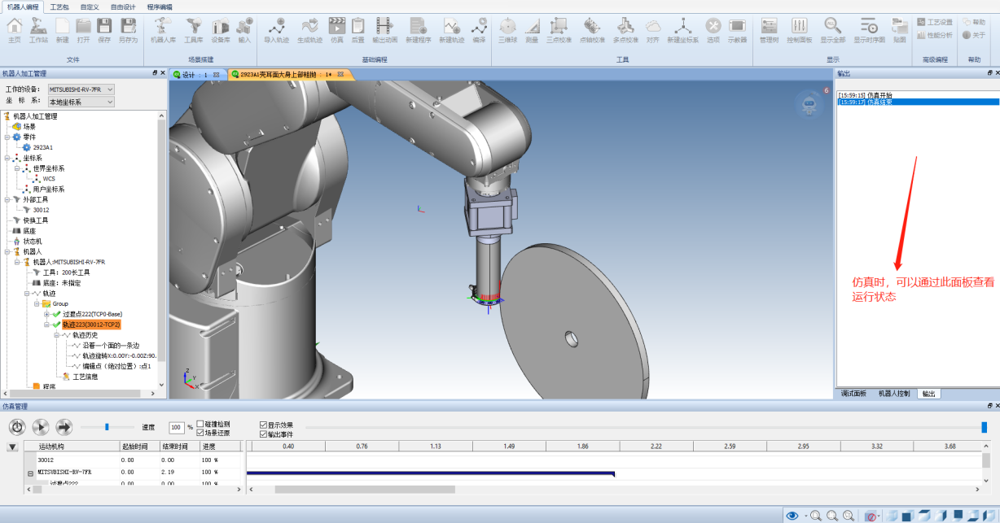 机器人编程 工艺包 自定义 自由设计 程序编辑
主页 工作站 新建 打开 保存 另存为 机器人库 工具库 设备库 输入 导入轨迹 生成轨迹 仿真 后置 输出动画 新建程序 新建轨迹 编译 三维球 测量 三点校准 点轴校准 多点校准 对齐 新建坐标系 选项 示教器 管理树 控制面板 显示全部 显示时序图 贴图 工艺设置 帮助
性能分析 关于
文件 场景搭建 基础编程 工具 显示 高级编程 帮助
机器人加工管理
设计 : 1
2923A1壳耳面大身上部粗抛 : 1*
输出
工作的设备: MITSUBISHI-RV-7FR
坐 标 系: 本地坐标系
机器人加工管理
场景
零件
2923A1
坐标系
世界坐标系
WCS
用户坐标系
外部工具
30012
快换工具
底座
状态机
机器人
机器人:MITSUBISHI-RV-7FR
工具: 200长工具
底座: 未指定
轨迹
Group
过渡点222(TCP0-Base)
轨迹223(30012-TCP2)
轨迹历史
沿着一个面的一条边
轨迹旋转X:0.00Y:-0.00Z:90.
编辑点（绝对位置）:点1
工艺信息
程序
Z
Y
X
6
[15:59:15] 仿真开始
[15:59:17] 仿真结束
仿真时，可以通过此面板查看
运行状态
调试面板 机器人控制 输出
仿真管理
速度 100 % 碰撞检测
场景还原
显示效果
输出事件
运动机构 起始时间 结束时间 进度 0.40 0.76 1.13 1.49 1.86 2.22 2.59 2.95 3.32 3.68
30012 0.00 0.00 100 %
MITSUBISHI-RV-7FR 0.00 2.19 100 %
过渡点222 0.00 0.00 100 %